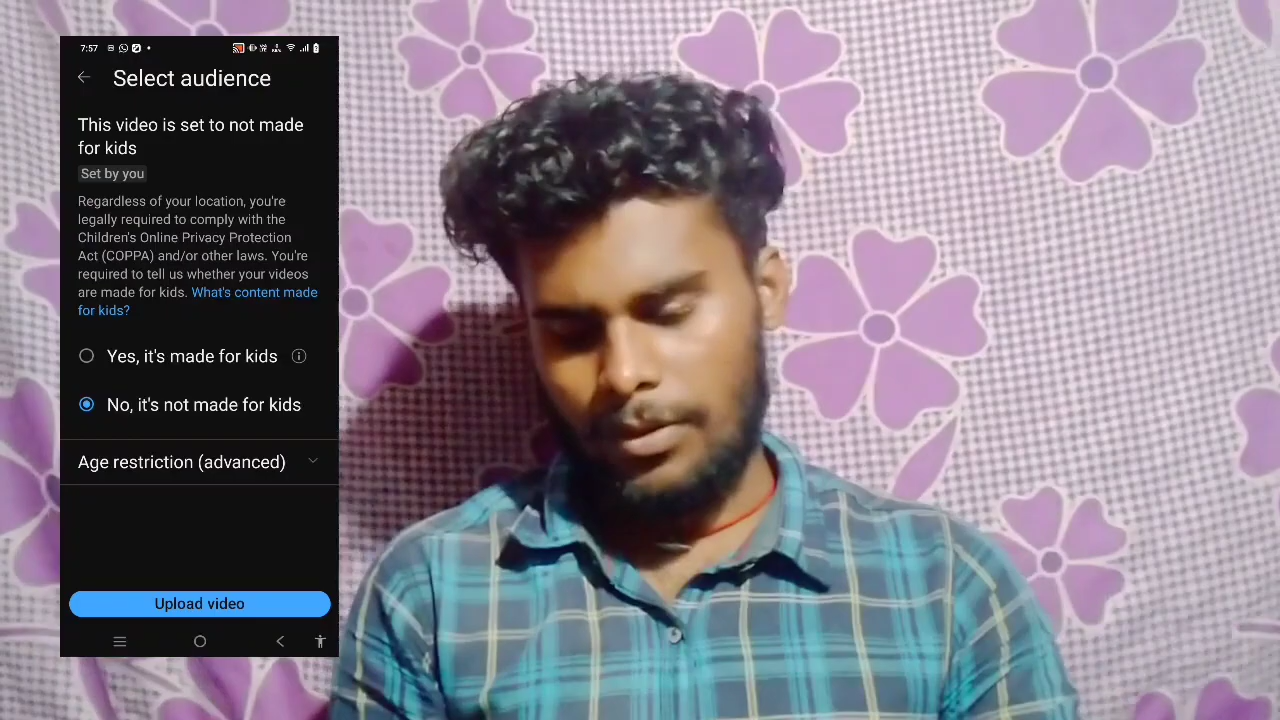 7:57
Select audience
This video is set to not made
for kids
Set by you
Regardless of your location, you're
legally required to comply with the
Children's Online Privacy Protection
Act (COPPA) and/or other laws. You're
required to tell us whether your videos
are made for kids. What's content made
for kids?
Yes, it's made for kids
No, it's not made for kids
Age restriction (advanced)
Upload video